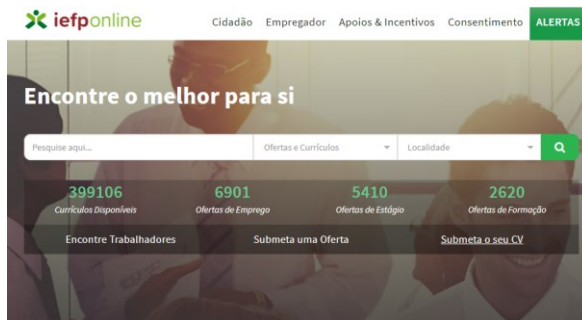 iefponline
Cidadão Empregador Apoios & Incentivos Consentimento ALERTAS
Encontre o melhor para si
Pesquise aqui... Ofertas e Currículos Localidade
399106 6901 5410 2620
Currículos Disponíveis Ofertas de Emprego Ofertas de Estágio Ofertas de Formação
Encontre Trabalhadores Submeta uma Oferta Submeta o seu CV